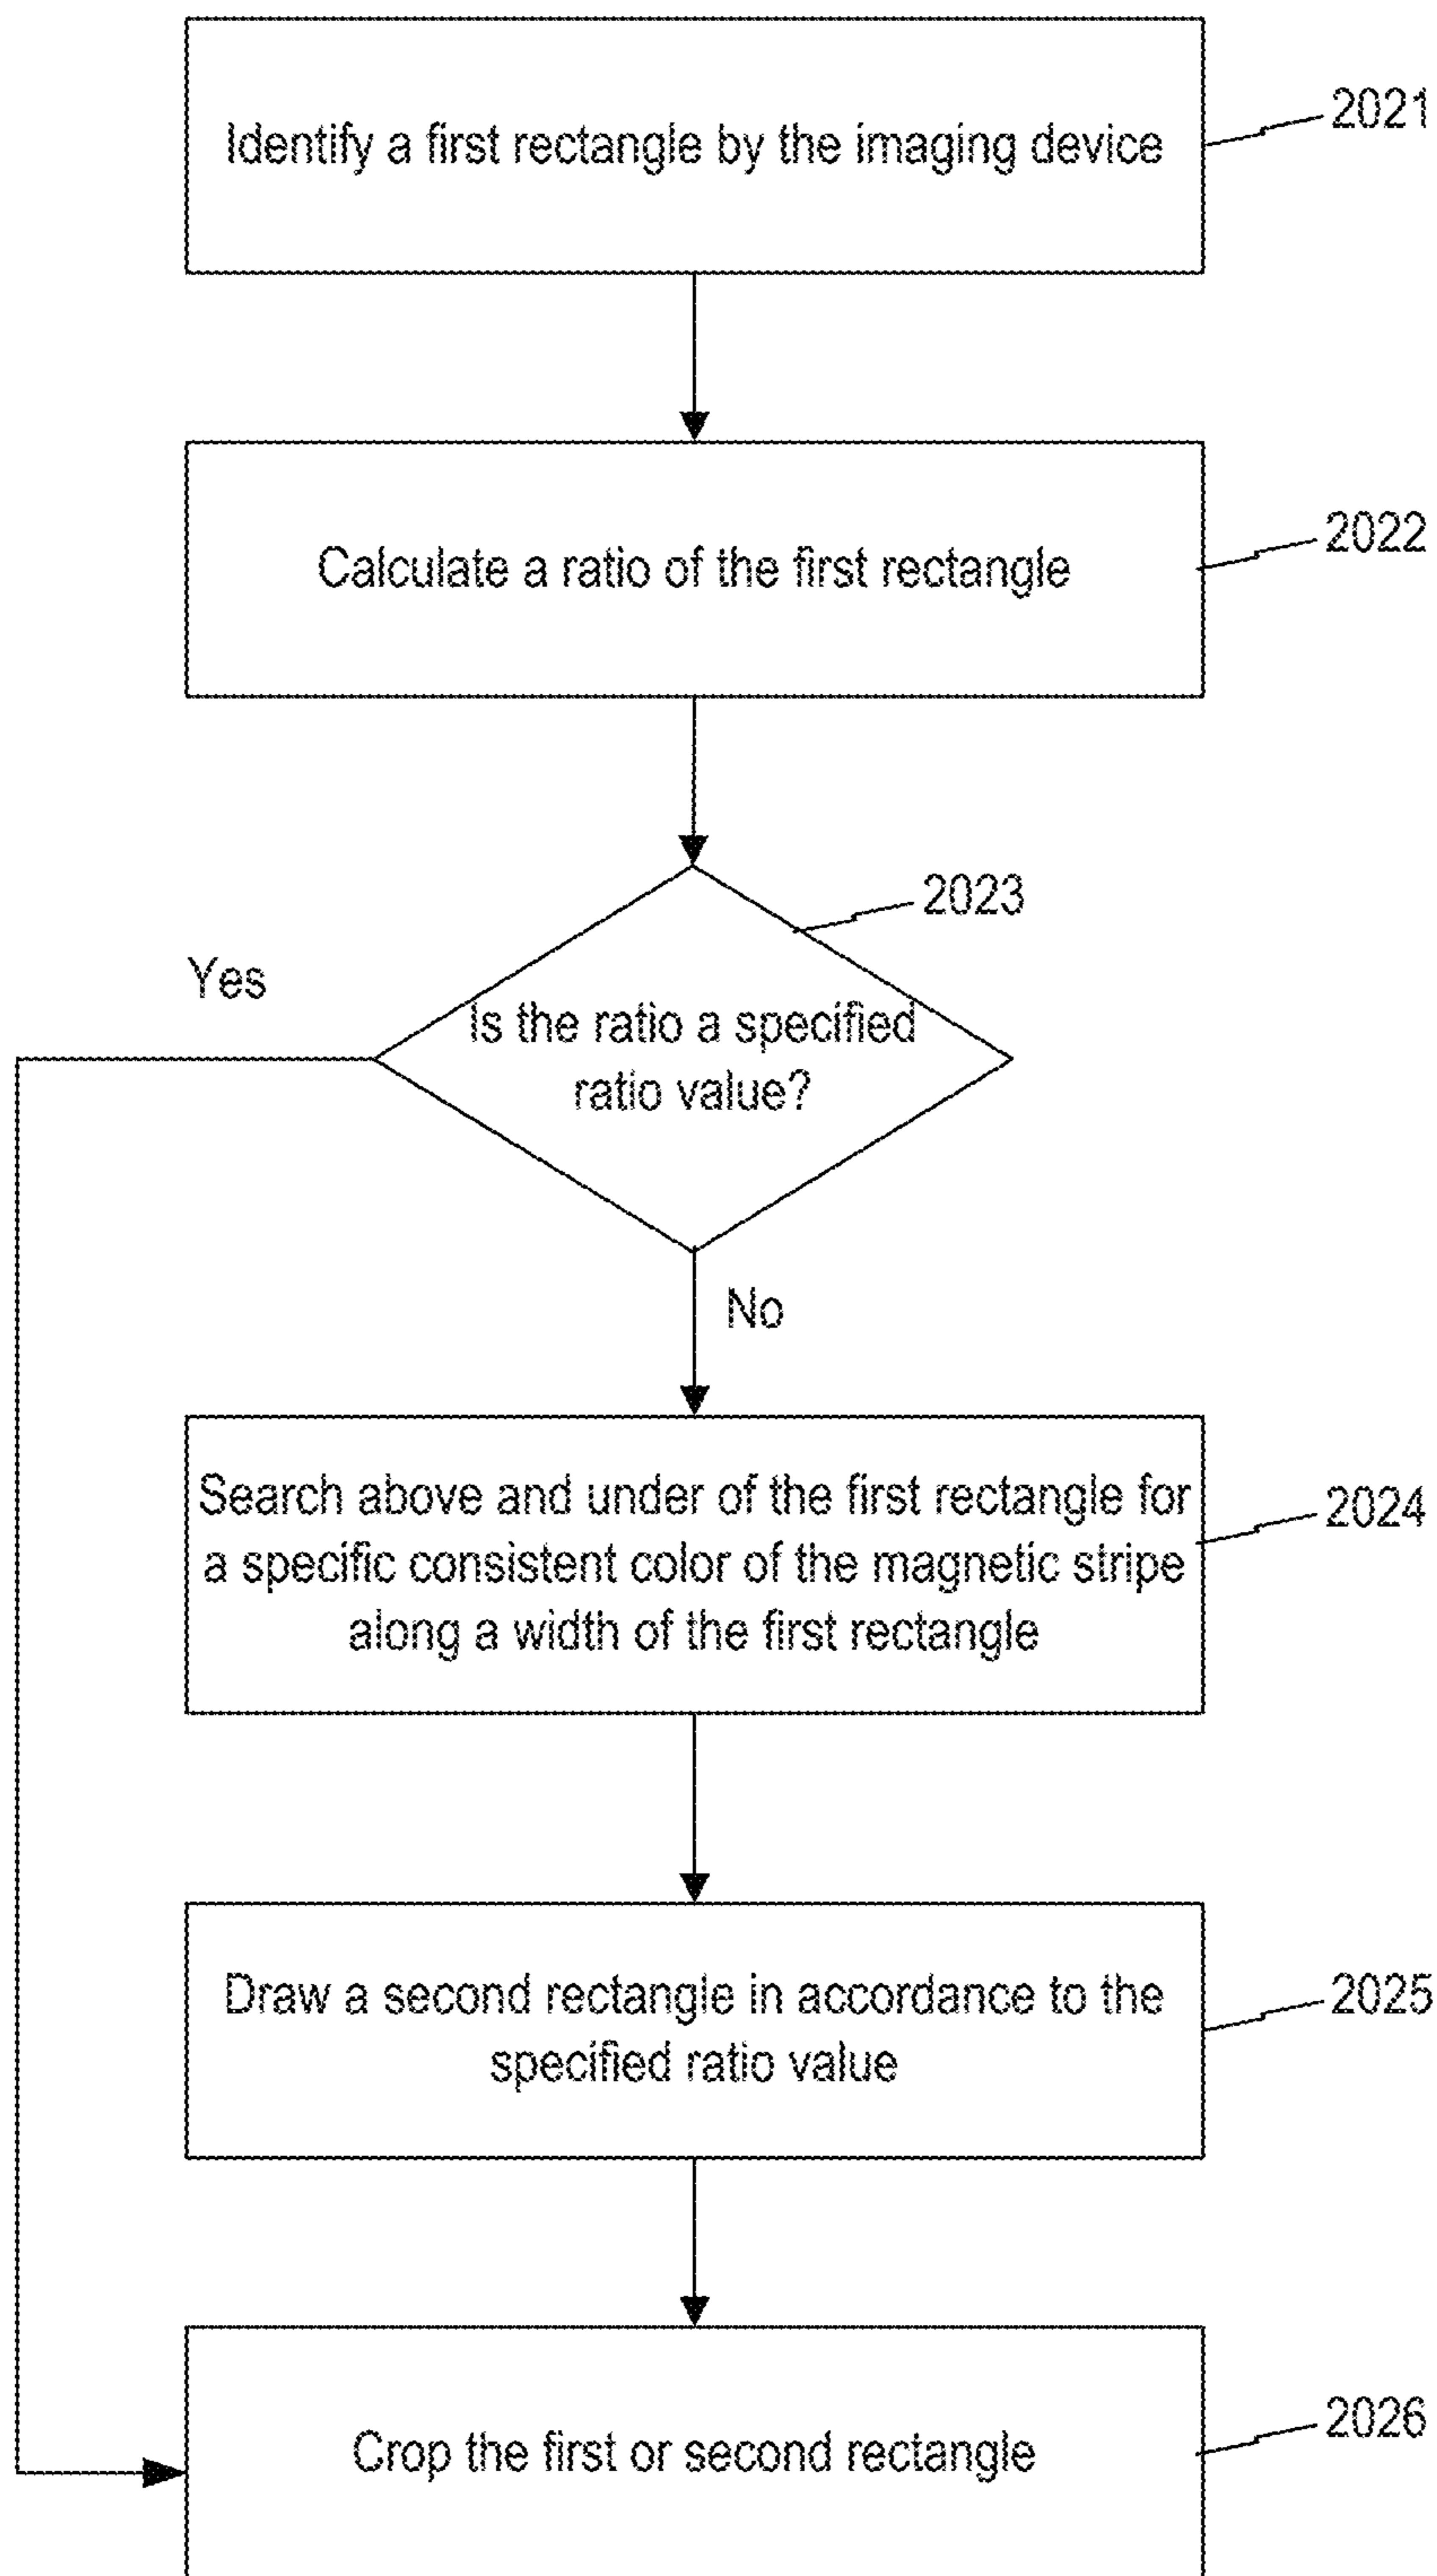 Identify a first rectangle by the imaging device
2021
Calculate a ratio of the first rectangle
2022
2023
Yes
Is the ratio a specified
ratio value?
No
Search above and under of the first rectangle for
a specific consistent color of the magnetic stripe
along a width of the first rectangle
2024
Draw a second rectangle in accordance to the
specified ratio value
2025
Crop the first or second rectangle
2026